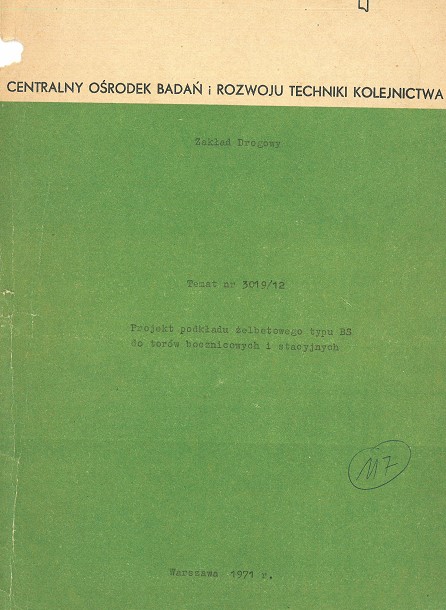 CENTRALNY OŚRODEK BADAŃ i ROZWOJU TECHNIKI KOLEJNICTWA
Zakład Drogowy
Temat nr 3019/12
Projekt podkładu żelbetowego typu BS
do torów bocznicowych i stacyjnych
117
Warszawa 1971 r.